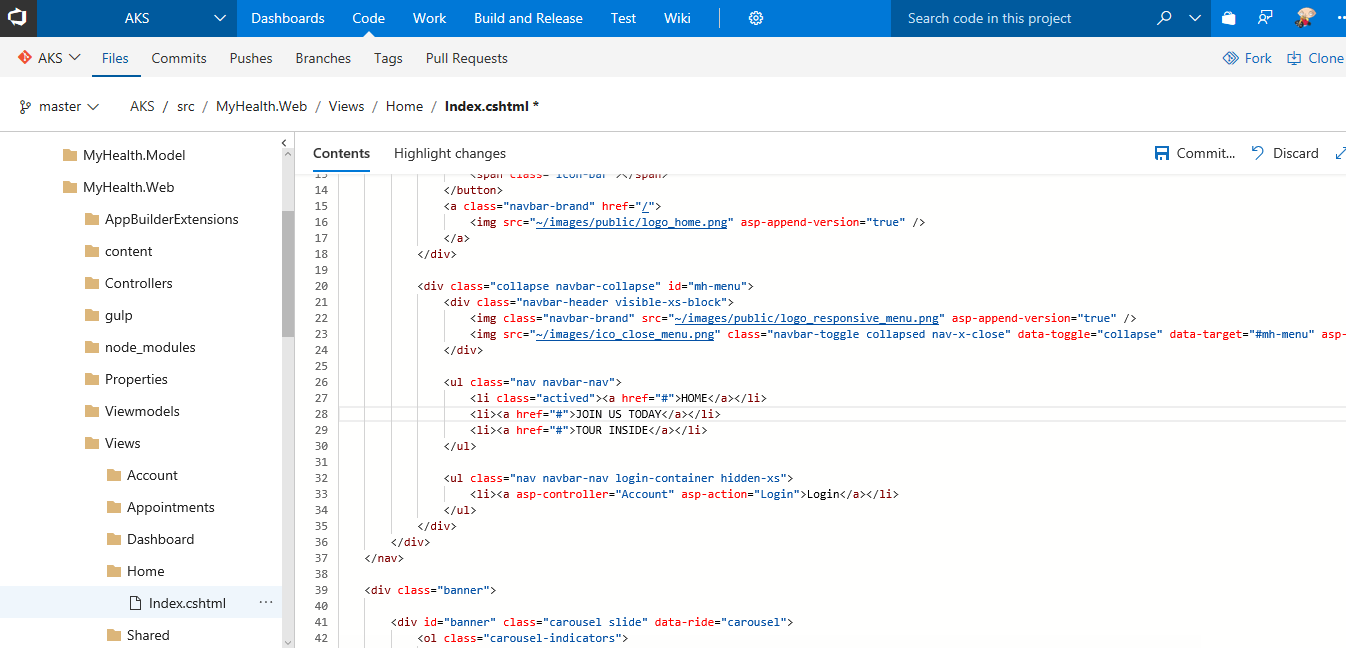 AKS Dashboards Code Work Build and Release Test Wiki Search code in this project
AKS Files Commits Pushes Branches Tags Pull Requests Fork Clone
master AKS / src / MyHealth.Web / Views / Home / Index.cshtml *
MyHealth.Model
MyHealth.Web
AppBuilderExtensions
content
Controllers
gulp
node_modules
Properties
Viewmodels
Views
Account
Appointments
Dashboard
Home
Index.cshtml ...
Shared
Contents Highlight changes Commit... Discard
13 <span class="icon-bar"></span>
14 </button>
15 <a class="navbar-brand" href="/">
16 <img src="~/images/public/logo_home.png" asp-append-version="true" />
17 </a>
18 </div>
19
20 <div class="collapse navbar-collapse" id="mh-menu">
21 <div class="navbar-header visible-xs-block">
22 <img class="navbar-brand" src="~/images/public/logo_responsive_menu.png" asp-append-version="true" />
23 <img src="~/images/ico_close_menu.png" class="navbar-toggle collapsed nav-x-close" data-toggle="collapse" data-target="#mh-menu" asp-
24 </div>
25
26 <ul class="nav navbar-nav">
27 <li class="actived"><a href="#">HOME</a></li>
28 <li><a href="#">JOIN US TODAY</a></li>
29 <li><a href="#">TOUR INSIDE</a></li>
30 </ul>
31
32 <ul class="nav navbar-nav login-container hidden-xs">
33 <li><a asp-controller="Account" asp-action="Login">Login</a></li>
34 </ul>
35 </div>
36 </div>
37 </nav>
38
39 <div class="banner">
40
41 <div id="banner" class="carousel slide" data-ride="carousel">
42 <ol class="carousel-indicators">